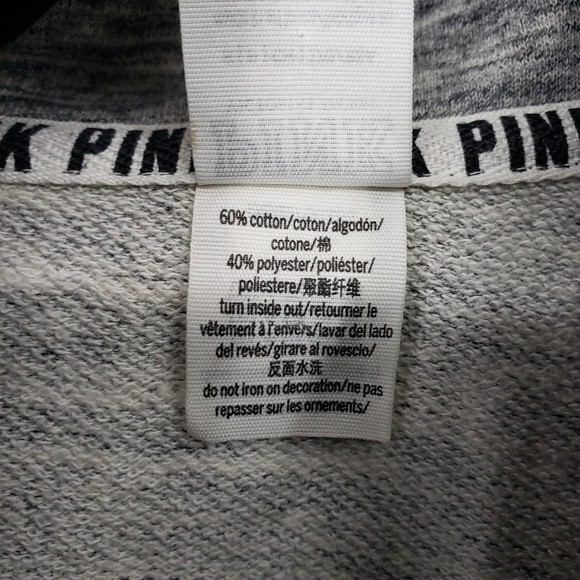 K PINK PINK
60% cotton/coton/algodón/
cotone/棉
40% polyester/poliéster/
poliestere/聚酯纤维
turn inside out/retourner le
vêtement à l'envers/lavar del lado
del revés/girare al rovescio/
反面水洗
do not iron on decoration/ne pas
repasser sur les ornements/